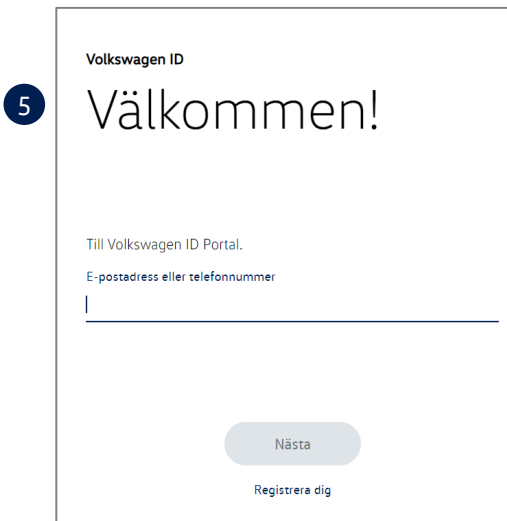 Volkswagen ID
5
Välkommen!
Till Volkswagen ID Portal.
E-postadress eller telefonnummer
Nästa
Registrera dig